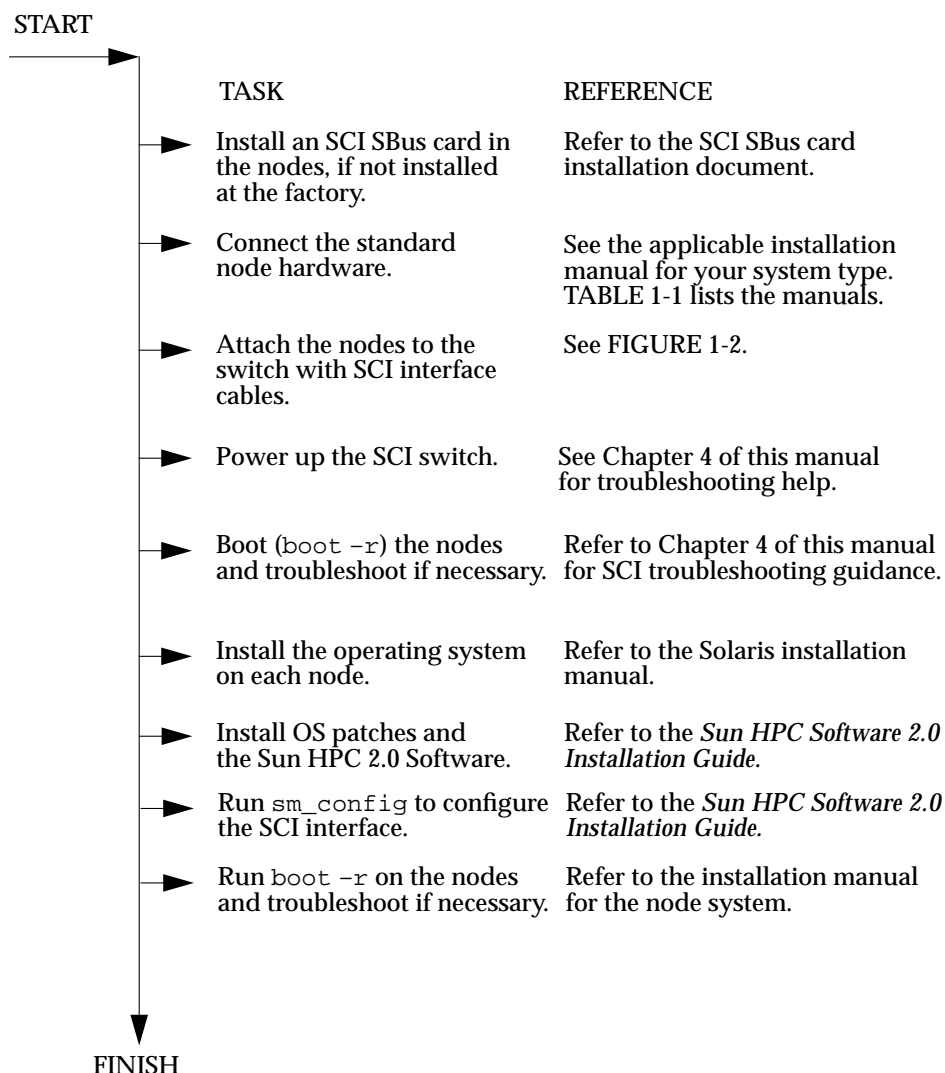 START
TASK REFERENCE
Install an SCI SBus card in
the nodes, if not installed
at the factory.
Refer to the SCI SBus card
installation document.
Connect the standard
node hardware.
See the applicable installation
manual for your system type.
TABLE 1-1 lists the manuals.
Attach the nodes to the
switch with SCI interface
cables.
See FIGURE 1-2.
Power up the SCI switch.
See Chapter 4 of this manual
for troubleshooting help.
Boot (boot –r) the nodes
and troubleshoot if necessary.
Refer to Chapter 4 of this manual
for SCI troubleshooting guidance.
Install the operating system
on each node.
Refer to the Solaris installation
manual.
Install OS patches and
the Sun HPC 2.0 Software.
Refer to the Sun HPC Software 2.0
Installation Guide.
Run sm_config to configure
the SCI interface.
Refer to the Sun HPC Software 2.0
Installation Guide.
Run boot –r on the nodes
and troubleshoot if necessary.
Refer to the installation manual
for the node system.
FINISH